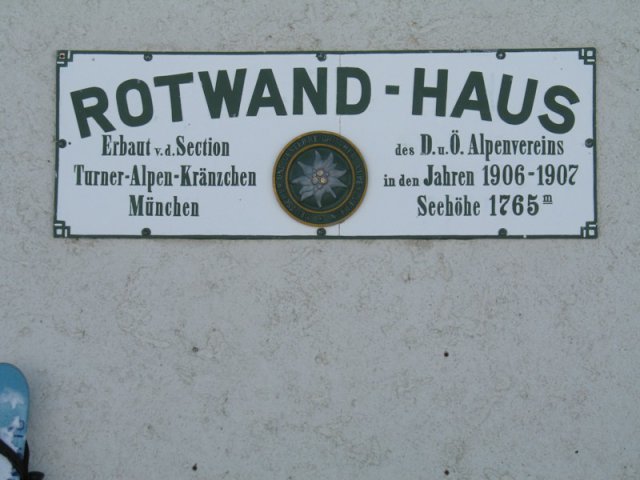 ROTWAND-HAUS
Erbaut v.d. Section
Turner-Alpen-Kränzchen
München
des D. u. Ö. Alpenvereins
in den Jahren 1906-1907
Seehöhe 1765 m